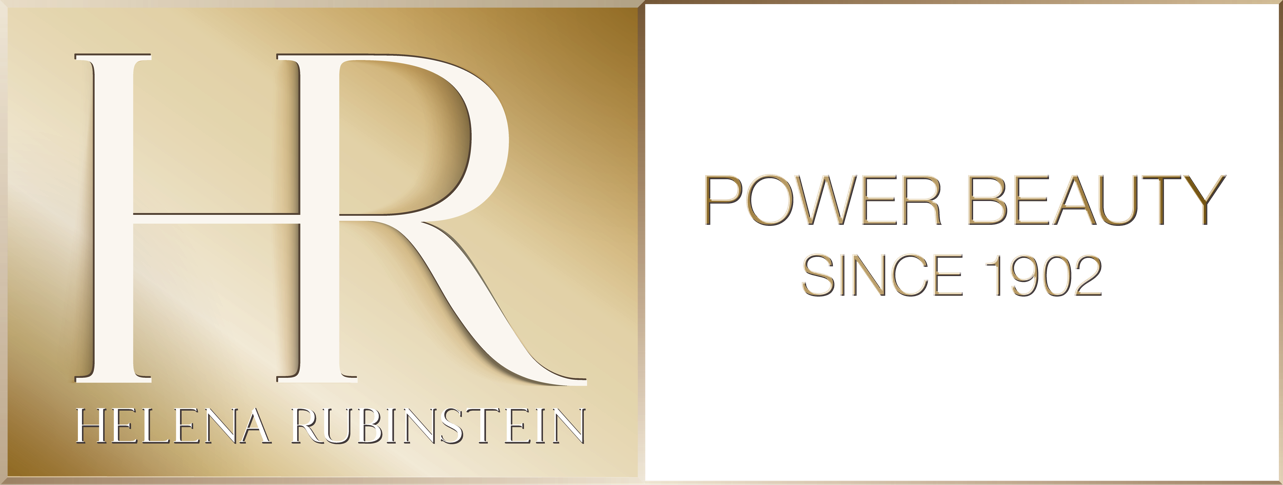 HR
HELENA RUBINSTEIN
POWER BEAUTY
SINCE 1902